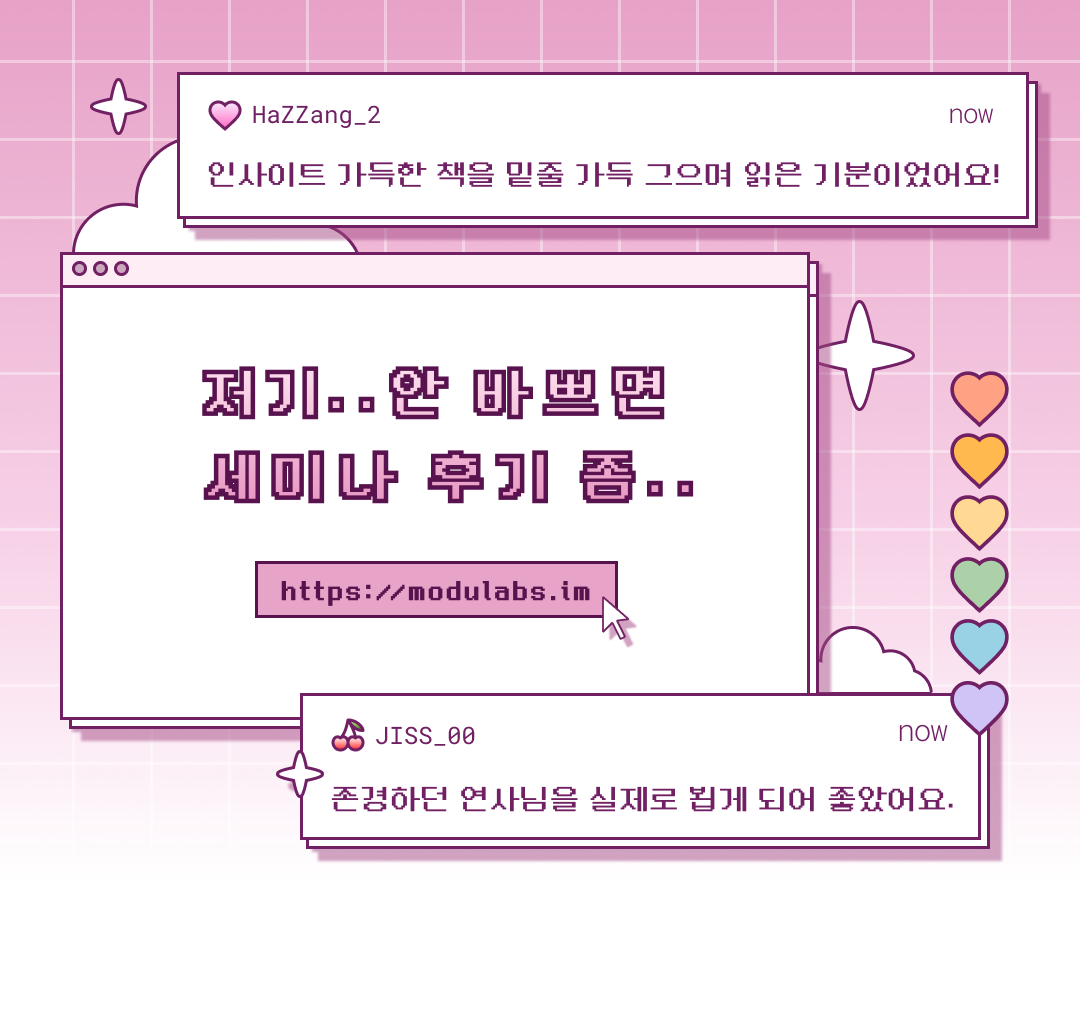 HaZZang_2
now
인사이트 가득한 책을 밑줄 가득 그으며 읽은 기분이었어요!
저기..안 바쁘면
세미나 후기 좀..
https://modulabs.im
JISS_00
now
존경하던 연사님을 실제로 뵙게 되어 좋았어요.